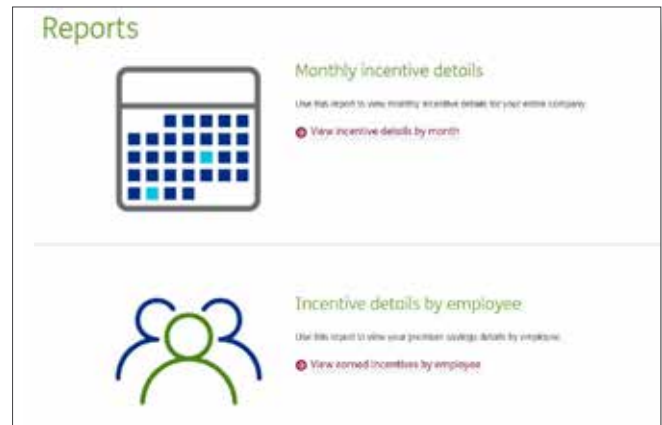 Reports
Monthly incentive details
Use this report to view monthly incentive details for your entire company.
View incentive details by month
Incentive details by employee
Use this report to view your premium savings details by employee.
View earned incentives by employee